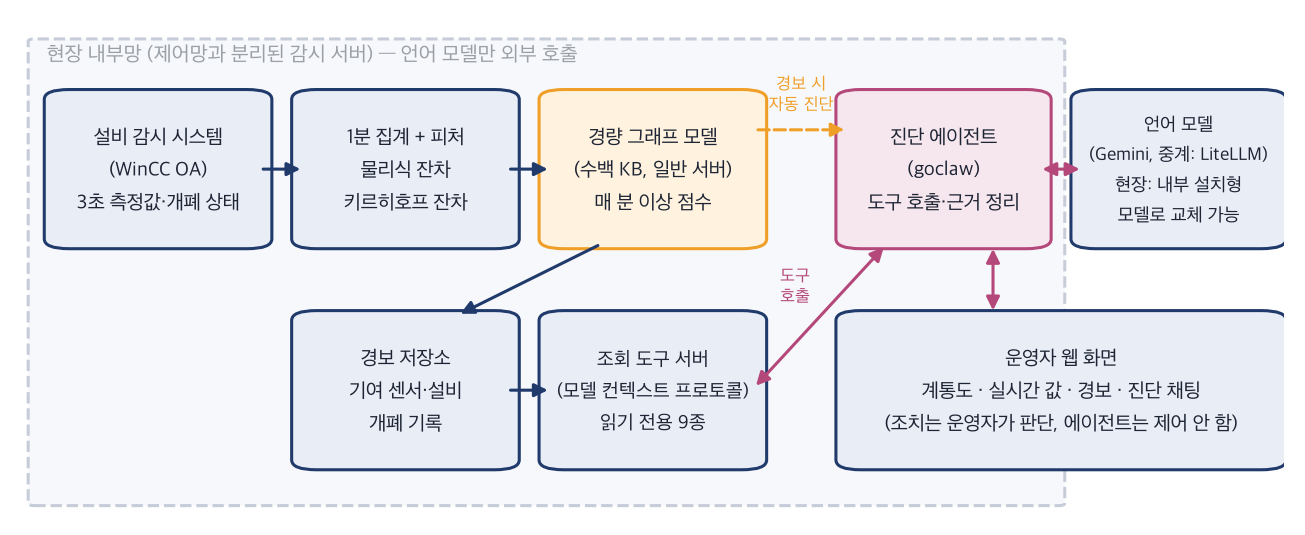 현장 내부망 (제어망과 분리된 감시 서버) — 언어 모델만 외부 호출
설비 감시 시스템
(WinCC OA)
3초 측정값·개폐 상태
1분 집계 + 피처
물리식 잔차
키르히호프 잔차
경량 그래프 모델
(수백 KB, 일반 서버)
매 분 이상 점수
경보 시
자동 진단
진단 에이전트
(goclaw)
도구 호출·근거 정리
언어 모델
(Gemini, 중계: LiteLLM)
현장: 내부 설치형
모델로 교체 가능
도구
호출
경보 저장소
기여 센서·설비
개폐 기록
조회 도구 서버
(모델 컨텍스트 프로토콜)
읽기 전용 9종
운영자 웹 화면
계통도 · 실시간 값 · 경보 · 진단 채팅
(조치는 운영자가 판단, 에이전트는 제어 안 함)